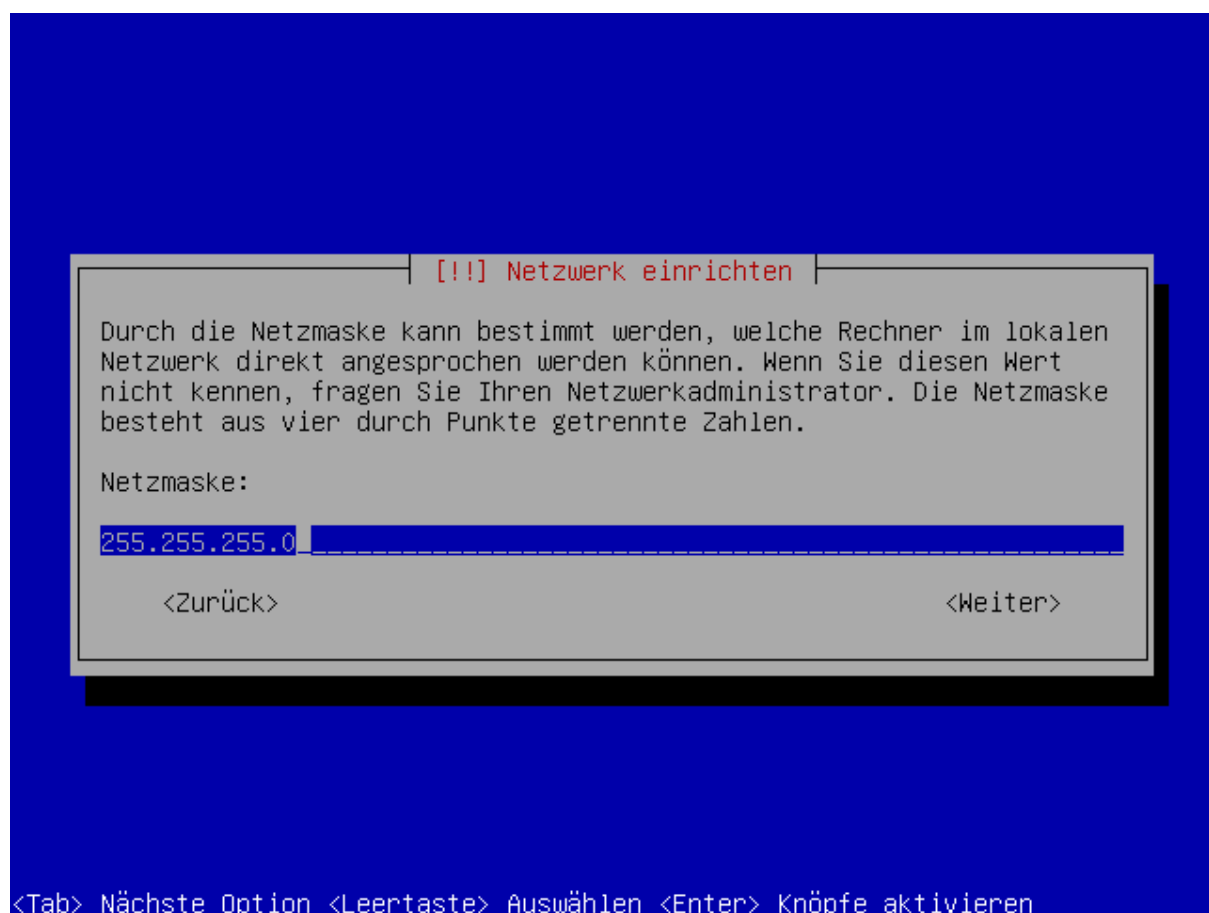 [!!] Netzwerk einrichten
Durch die Netzmaske kann bestimmt werden, welche Rechner im lokalen
Netzwerk direkt angesprochen werden können. Wenn Sie diesen Wert
nicht kennen, fragen Sie Ihren Netzwerkadministrator. Die Netzmaske
besteht aus vier durch Punkte getrennte Zahlen.
Netzmaske:
255.255.255.0
<Zurück> <Weiter>
<Tab> Nächste Option <Leertaste> Auswählen <Enter> Knöpfe aktivieren